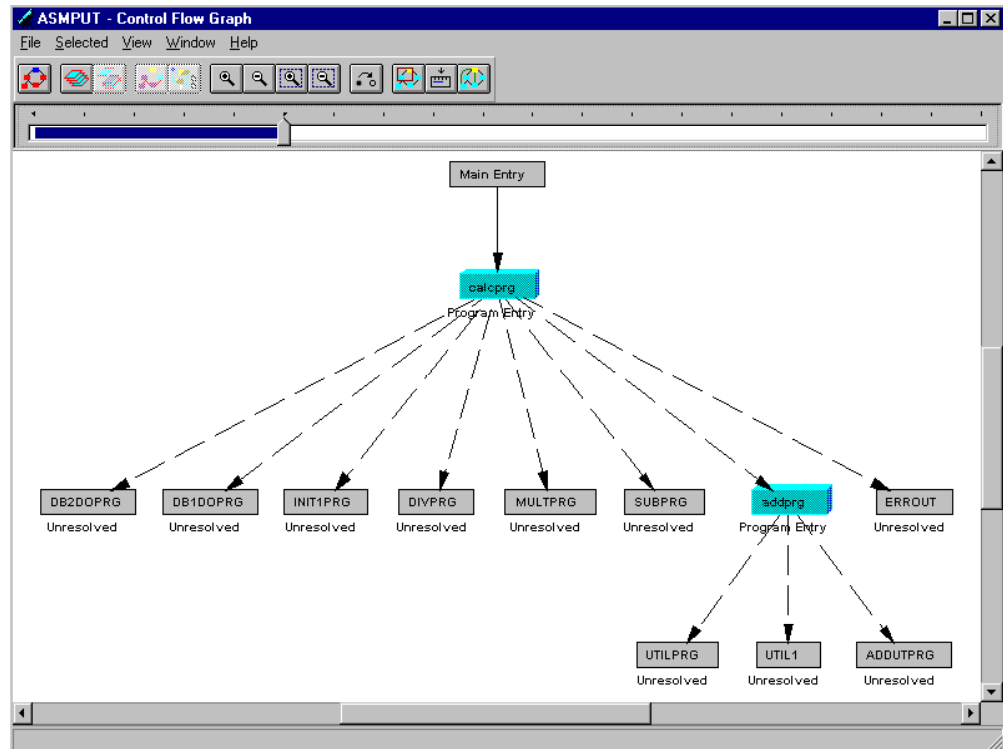 ASMPUT - Control Flow Graph
File Selected View Window Help
Main Entry
calcprg
Program Entry
DB2DOPRG DB1DOPRG INIT1PRG DIVPRG MULTPRG SUBPRG addprg ERROUT
Unresolved Unresolved Unresolved Unresolved Unresolved Unresolved Program Entry Unresolved
UTILPRG UTIL1 ADDUTPRG
Unresolved Unresolved Unresolved